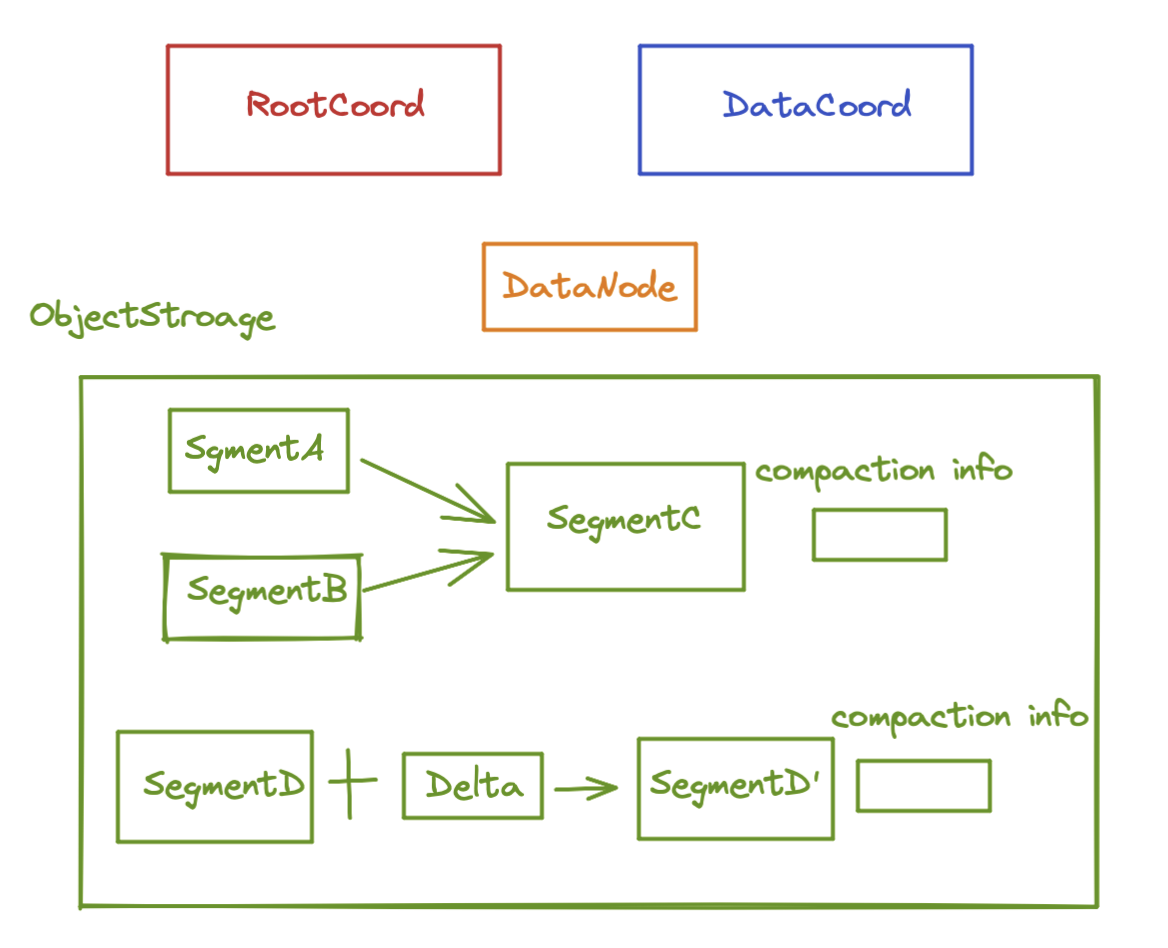 RootCoord
DataCoord
DataNode
ObjectStroage
SgmentA
SegmentC
compaction info
SegmentB
SegmentD
+
Delta
SegmentD'
compaction info